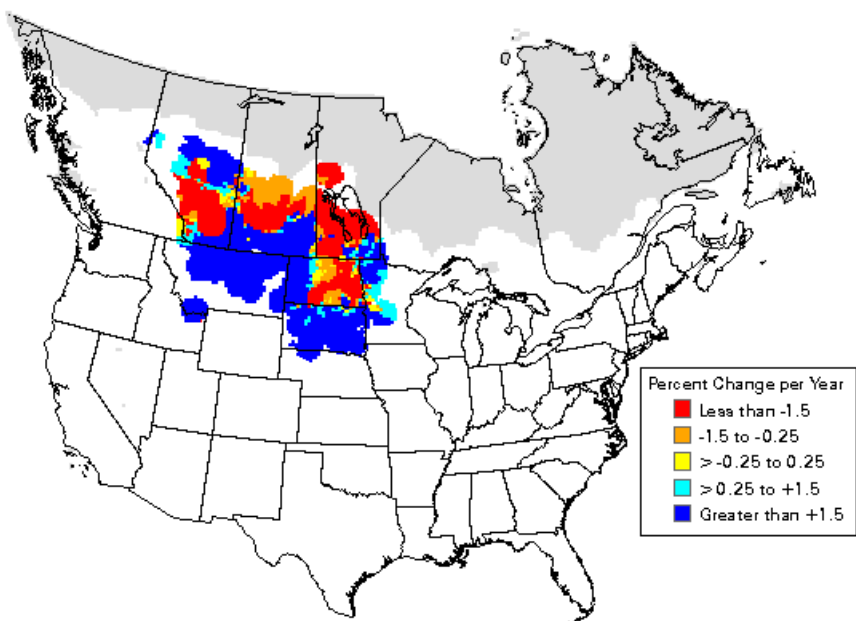 Percent Change per Year
Less than -1.5
-1.5 to -0.25
>-0.25 to 0.25
>0.25 to +1.5
Greater than +1.5